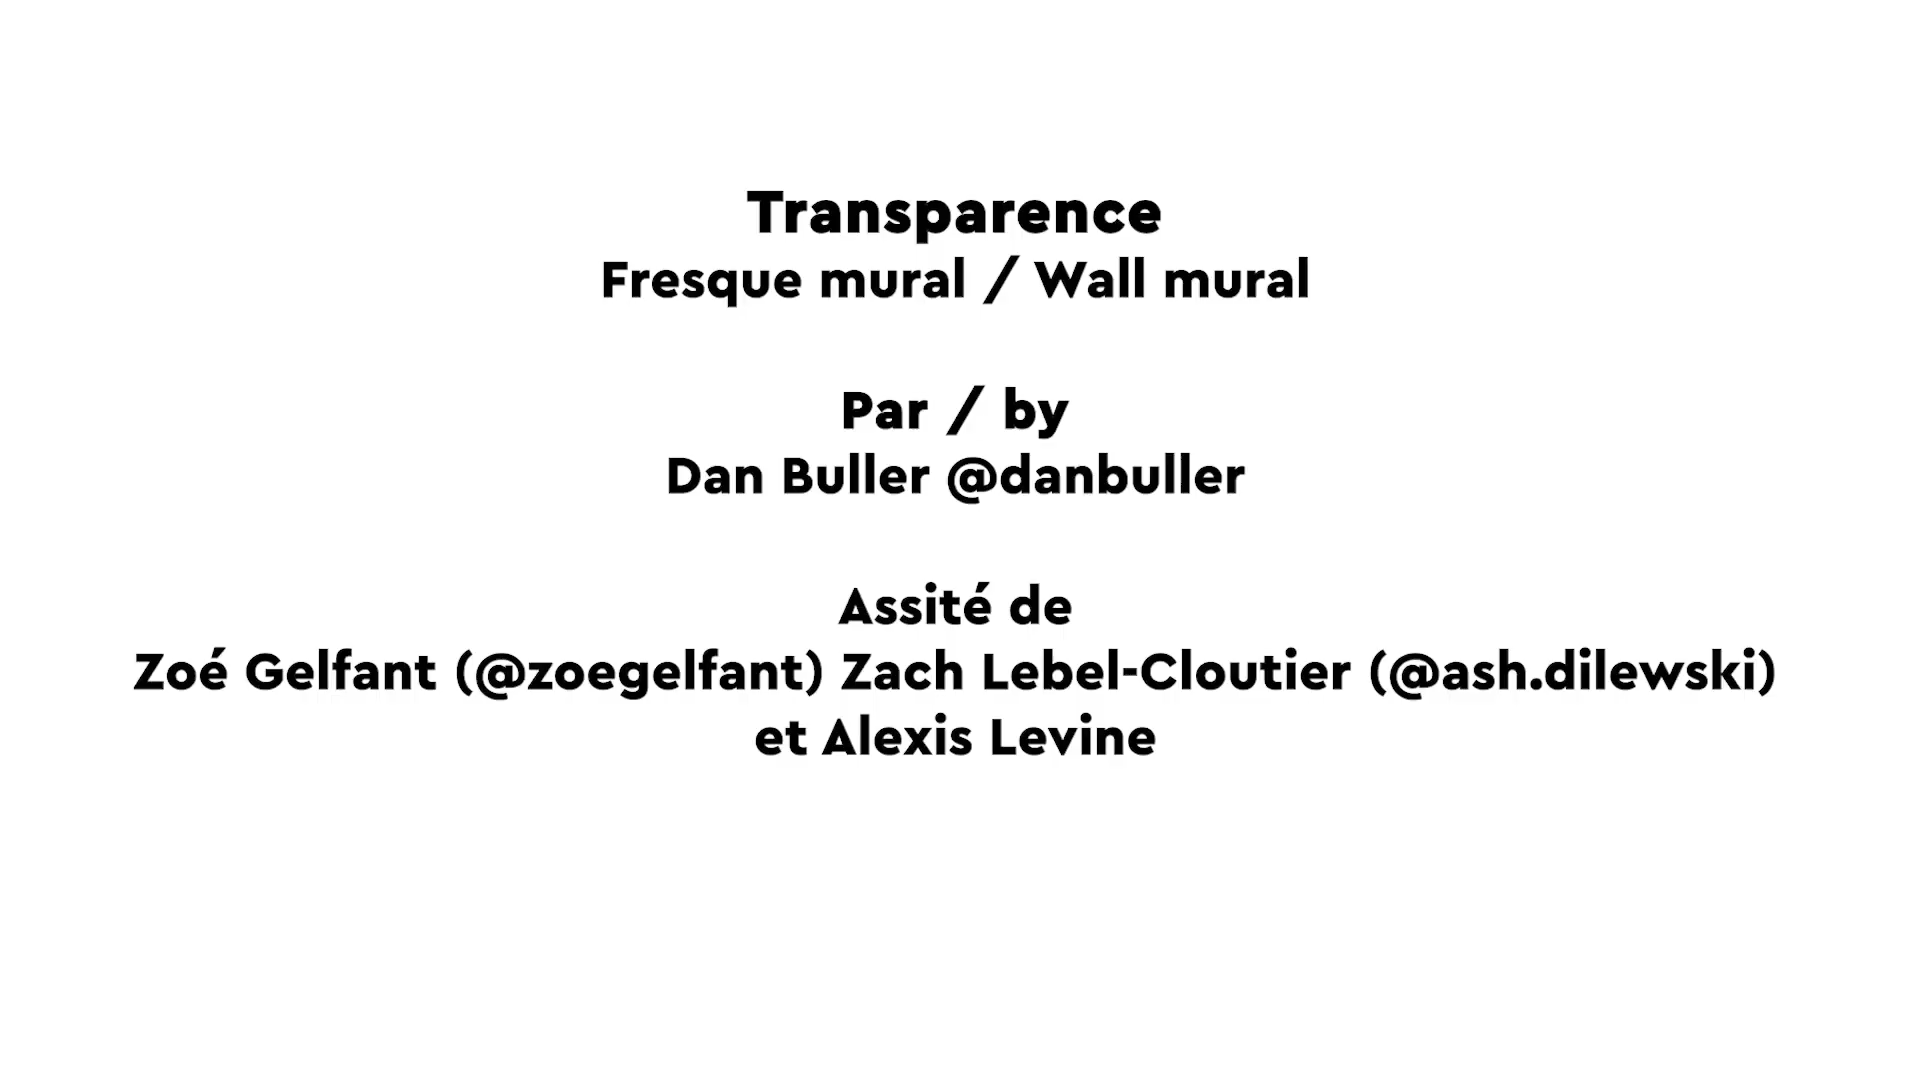 Transparence
Fresque mural / Wall mural
Par / by
Dan Buller @danbuller
Assité de
Zoé Gelfant (@zoegelfant) Zach Lebel-Cloutier (@ash.dilewski)
et Alexis Levine